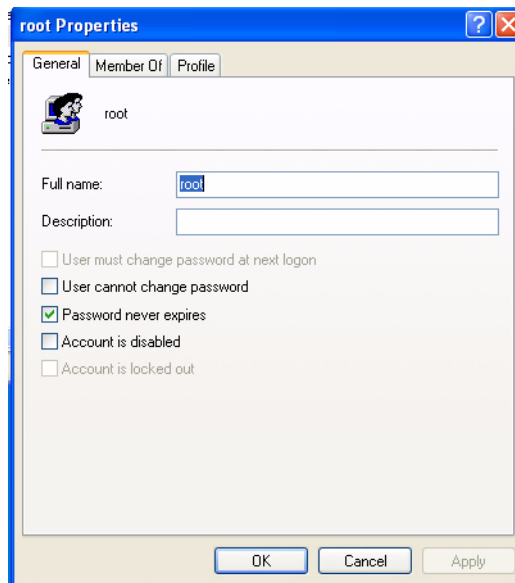 root Properties
General Member Of Profile
root
Full name: root
Description:
User must change password at next logon
User cannot change password
Password never expires
Account is disabled
Account is locked out
OK Cancel Apply